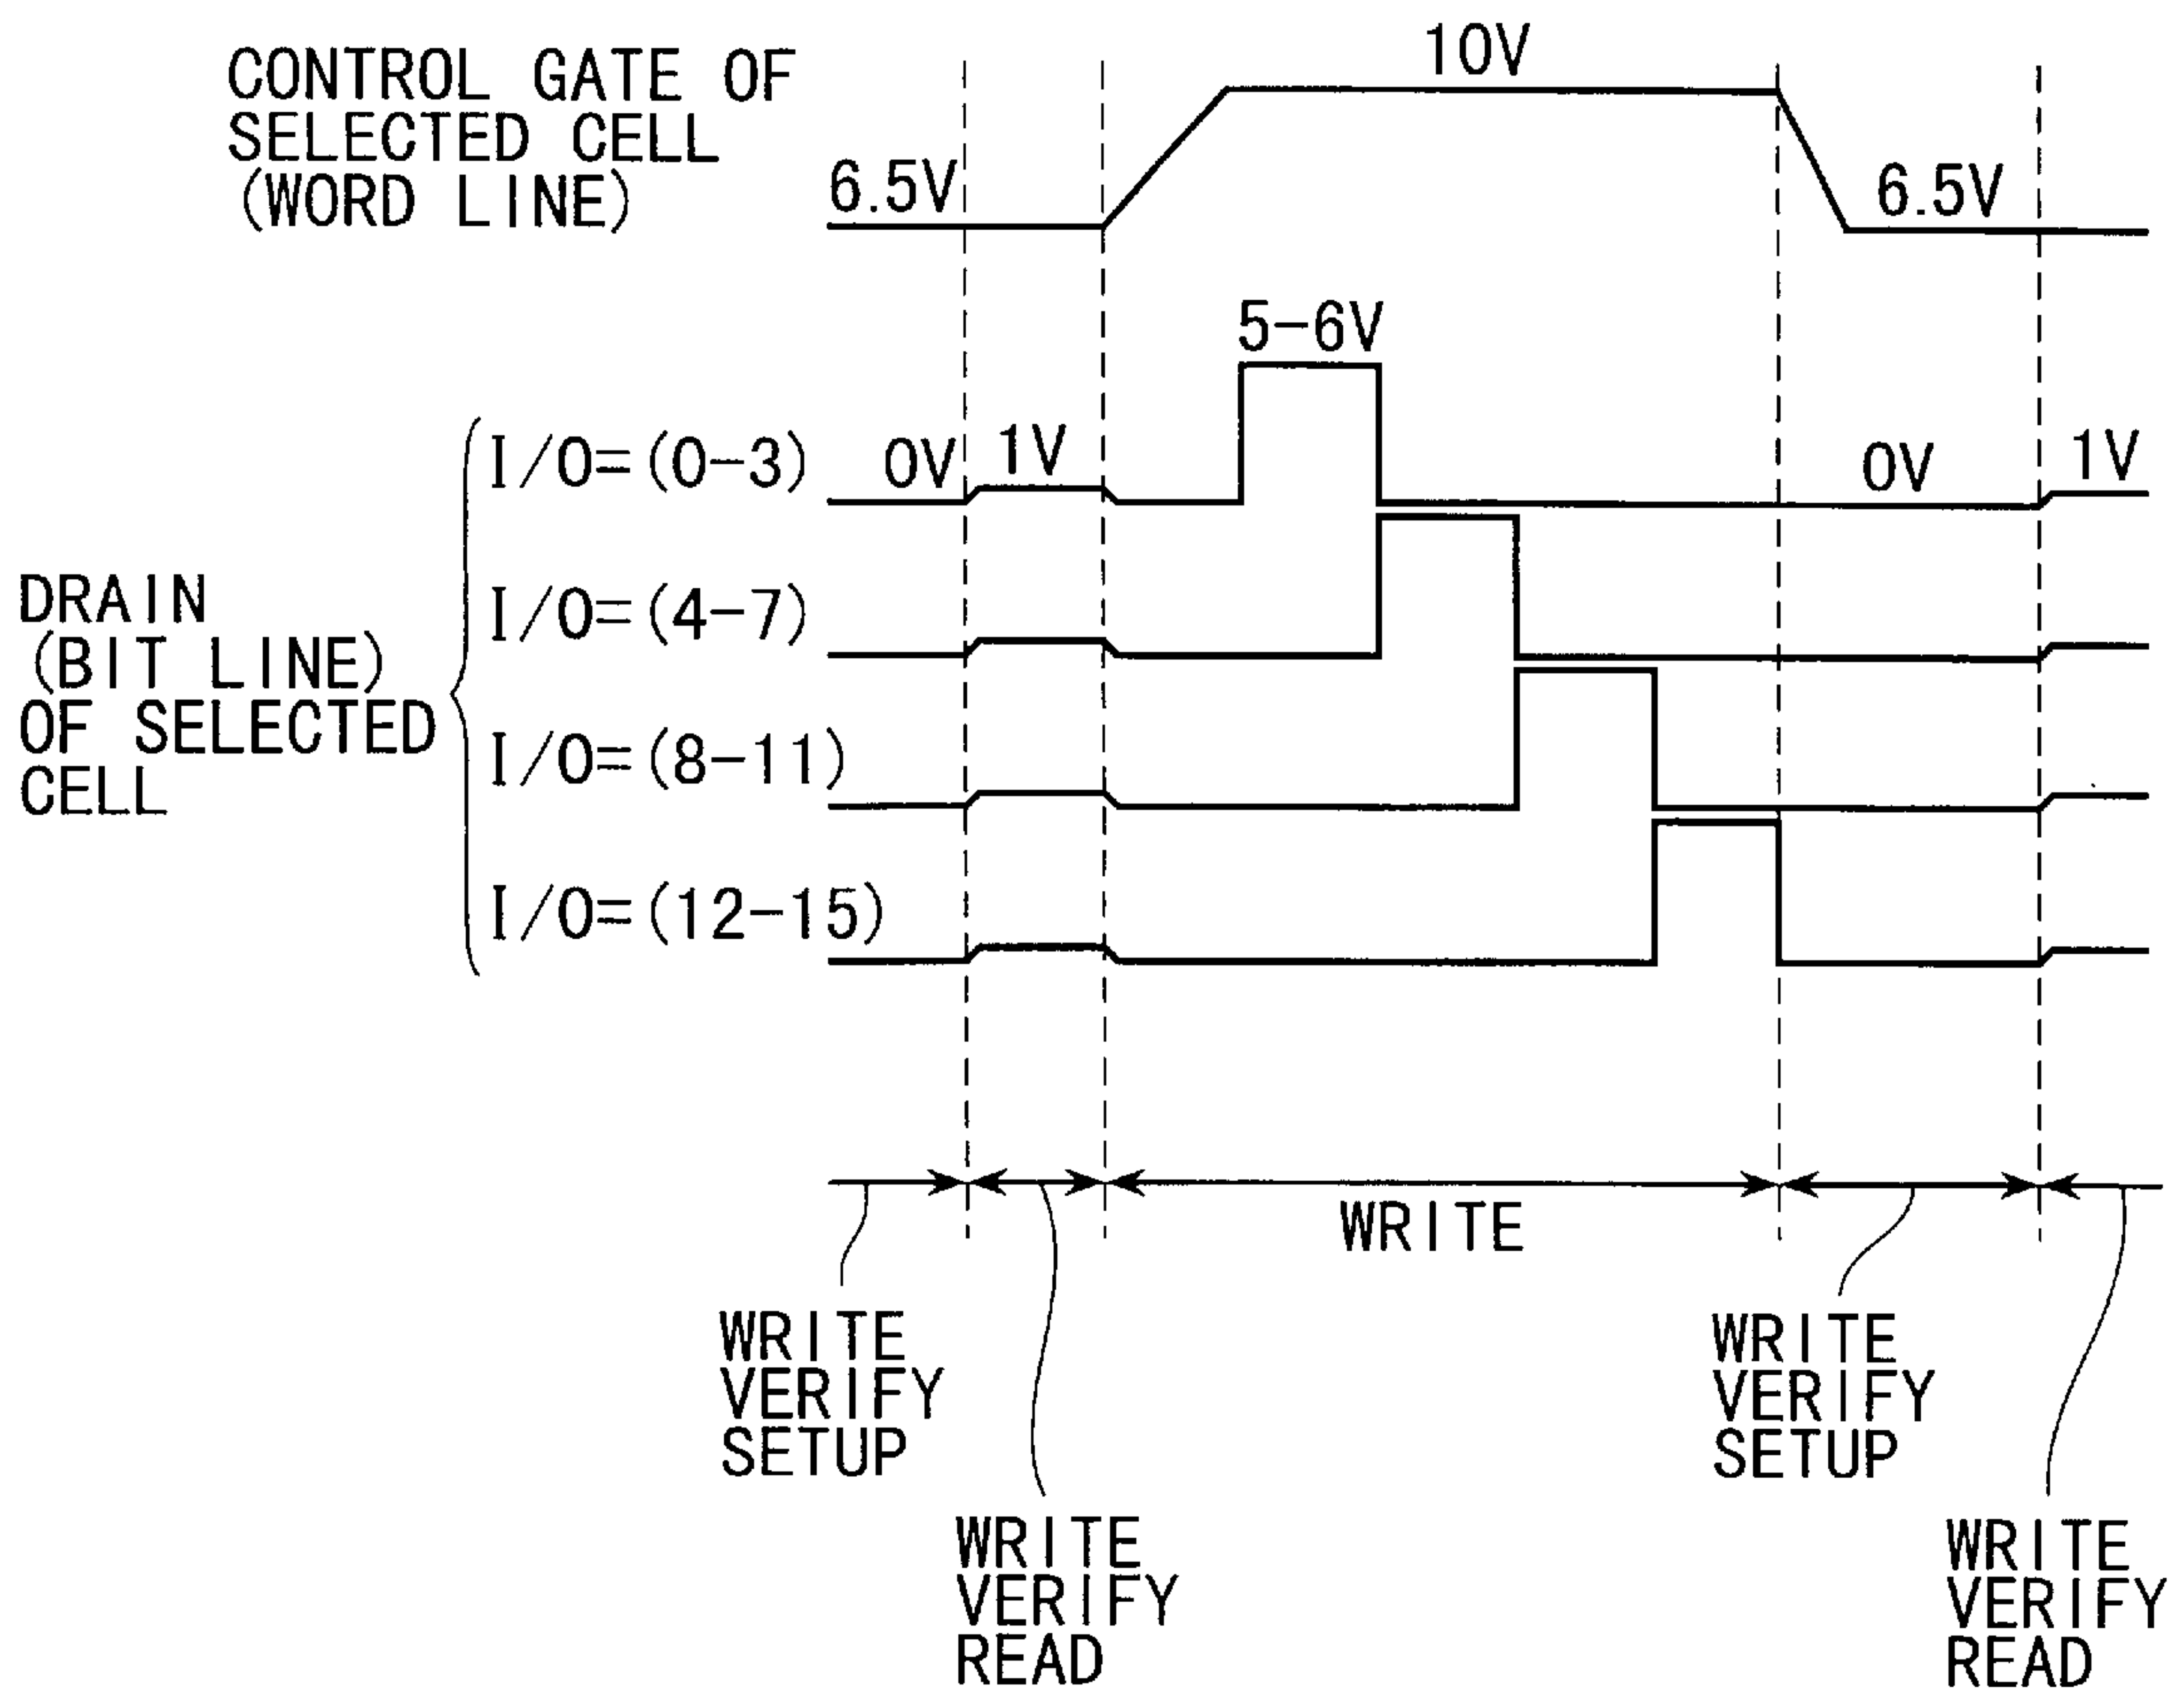 CONTROL GATE OF
SELECTED CELL
(WORD LINE)
6.5V
10V
6.5V
5-6V
DRAIN
(BIT LINE)
OF SELECTED
CELL
I/O=(0-3)
0V
1V
0V
1V
I/O=(4-7)
I/O=(8-11)
I/O=(12-15)
WRITE
WRITE
VERIFY
SETUP
WRITE
VERIFY
READ
WRITE
VERIFY
SETUP
WRITE
VERIFY
READ